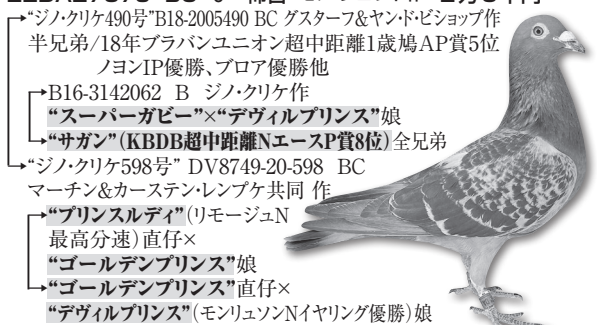 “ジノ・クリケ490号”B18-2005490 BC グスターフ&ヤンド・ビショップ作
半兄弟/18年ブラバンユニオン超中距離1歳鳩AP賞5位
ノヨンIP優勝、ブロア優勝他
B16-3142062 B ジノ・クリケ作
“スーパーガビー”×“デヴィルプリンス”娘
“サガン”(KBDB超中距離NエースP賞8位)全兄弟
“ジノ・クリケ598号” DV8749-20-598 BC
マーチン&カーステン・レンプケ共同 作
“プリンスルディ”(リモージュN
最高分速)直仔×
“ゴールデンプリンス”娘
“ゴールデンプリンス”直仔×
“デヴィルプリンス”(モンリュソンNイヤリング優勝)娘